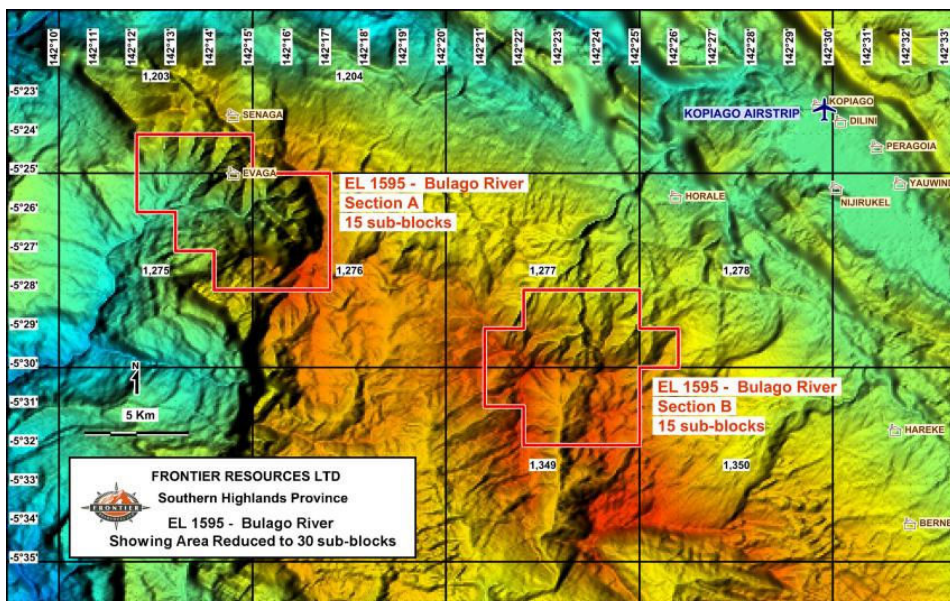 142°10'
142°11'
142°12'
142°13'
142°14'
142°15'
142°16'
142°17'
142°18'
142°19'
142°20'
142°21'
142°22'
142°23'
142°24'
142°25'
142°26'
142°27'
142°28'
142°29'
142°30'
142°31'
142°32'
142°33'
1,203
1,204
-5°23'
-5°24'
-5°25'
-5°26'
-5°27'
-5°28'
-5°29'
-5°30'
-5°31'
-5°32'
-5°33'
-5°34'
-5°35'
SENAGA
EVAGA
KOPIAGO AIRSTRIP
KOPIAGO
DILINI
PERAGOIA
YAUWINI
NIJIRUKEL
HORALE
EL 1595 - Bulago River
Section A
15 sub-blocks
1,275
1,276
1,277
1,278
EL 1595 - Bulago River
Section B
15 sub-blocks
N
5 Km
HAREKE
1,349
1,350
BERNE
FRONTIER RESOURCES LTD
Southern Highlands Province
FRONTIER
EL 1595 - Bulago River
Showing Area Reduced to 30 sub-blocks